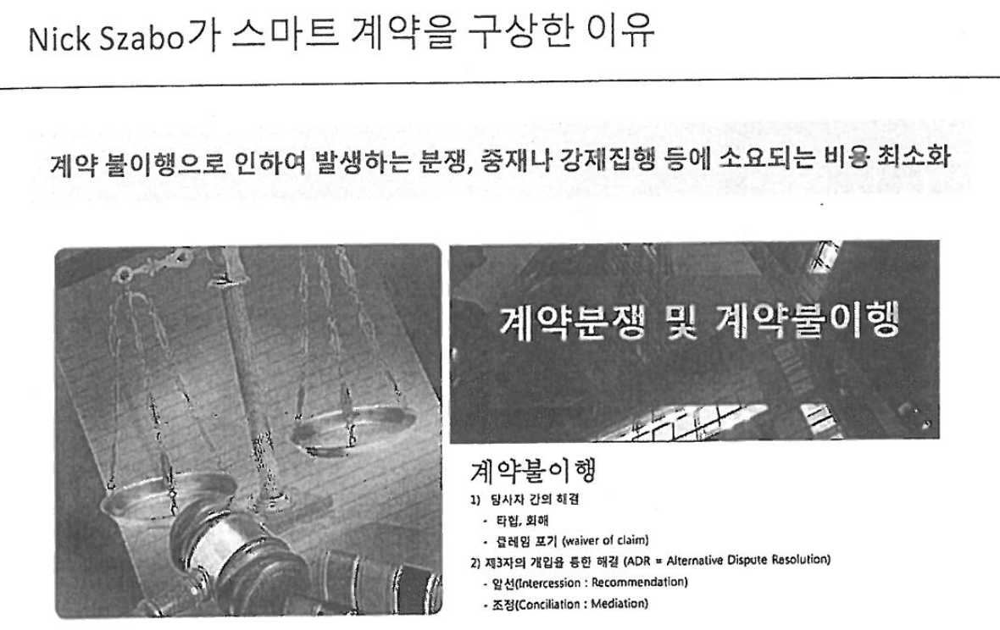 Nick Szabo가 스마트 계약을 구상한 이유
계약 불이행으로 인하여 발생하는 분쟁, 중재나 강제집행 등에 소요되는 비용 최소화
계약분쟁 및 계약불이행
계약불이행
1) 당사자 간의 해결
- 타협, 회해
- 클레임 포기 (waiver of claim)
2) 제3자의 개입을 통한 해결 (ADR = Alternative Dispute Resolution)
- 알선(Intercession : Recommendation)
- 조정(Conciliation : Mediation)